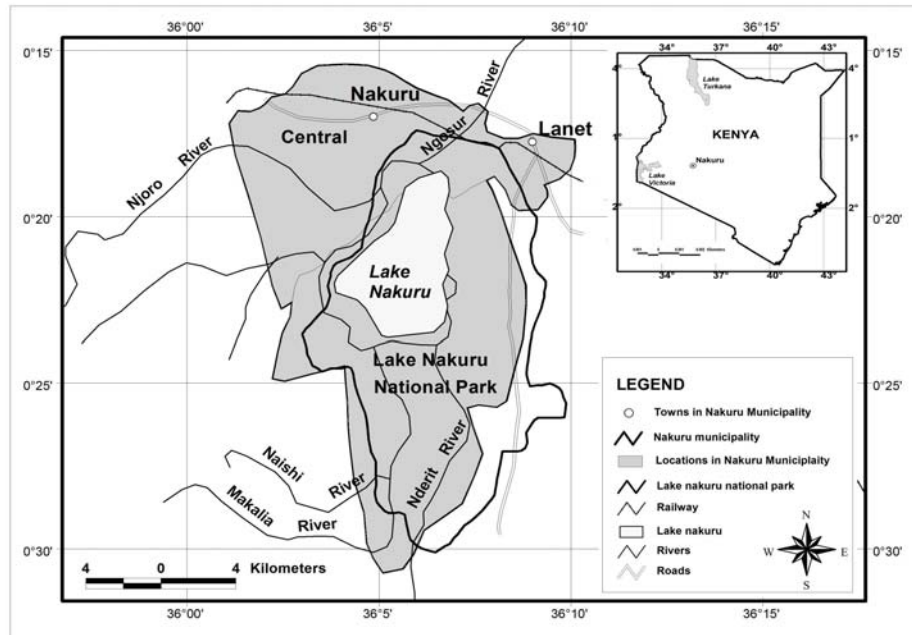 36°00'
36°5'
36°10'
36°15'
0°15'
0°15'
Nakuru
River
Central
Ngosur
Lanet
River
Njoro
0°20'
0°20'
Lake
Nakuru
Lake Nakuru
National Park
0°25'
0°25'
Naishi
River
Nderit River
Makalia
River
0°30'
0°30'
4 0 4 Kilometers
36°00'
36°5'
36°10'
36°15'
34° 37° 40° 43°
4°
4°
Lake
Turkana
KENYA
1°
1°
Nakuru
Lake
Victoria
2°
2°
34° 37° 40° 43°
LEGEND
Towns in Nakuru Municipality
Nakuru municipality
Locations in Nakuru Municiplaity
Lake nakuru national park
Railway
Lake nakuru
Rivers
Roads
N
W E
S